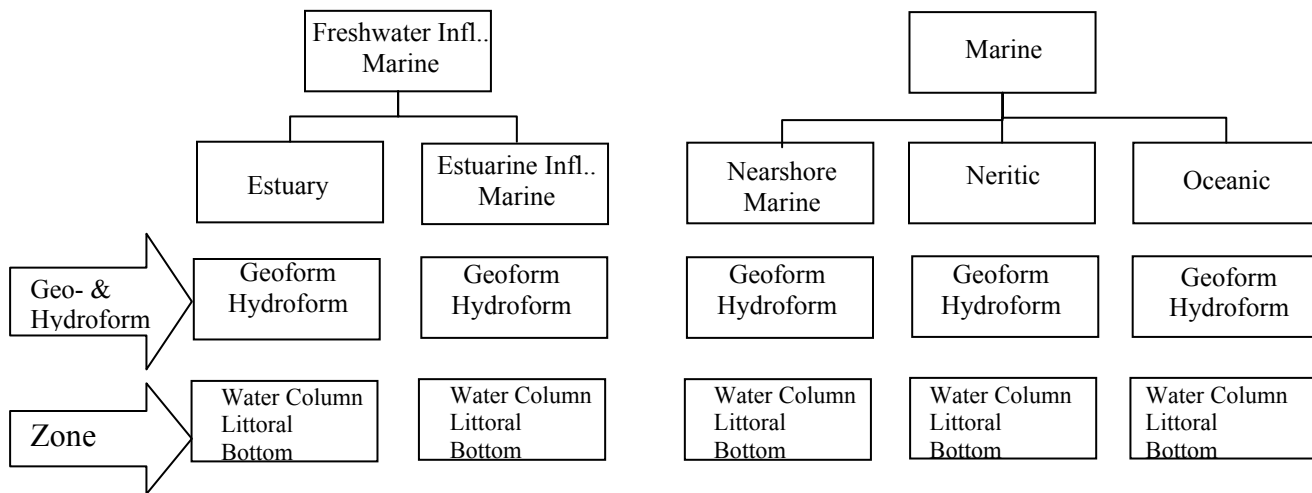 Freshwater Infl..
Marine
Marine
Estuary
Estuarine Infl..
Marine
Nearshore
Marine
Neritic
Oceanic
Geo- &
Hydroform
Geoform
Hydroform
Geoform
Hydroform
Geoform
Hydroform
Geoform
Hydroform
Geoform
Hydroform
Zone
Water Column
Littoral
Bottom
Water Column
Littoral
Bottom
Water Column
Littoral
Bottom
Water Column
Littoral
Bottom
Water Column
Littoral
Bottom